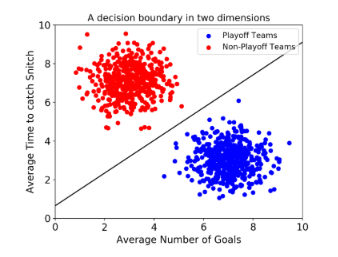 A decision boundary in two dimensions
Playoff Teams
Non-Playoff Teams
Average Time to catch Snitch
10
8
6
4
2
0
0 2 4 6 8 10
Average Number of Goals